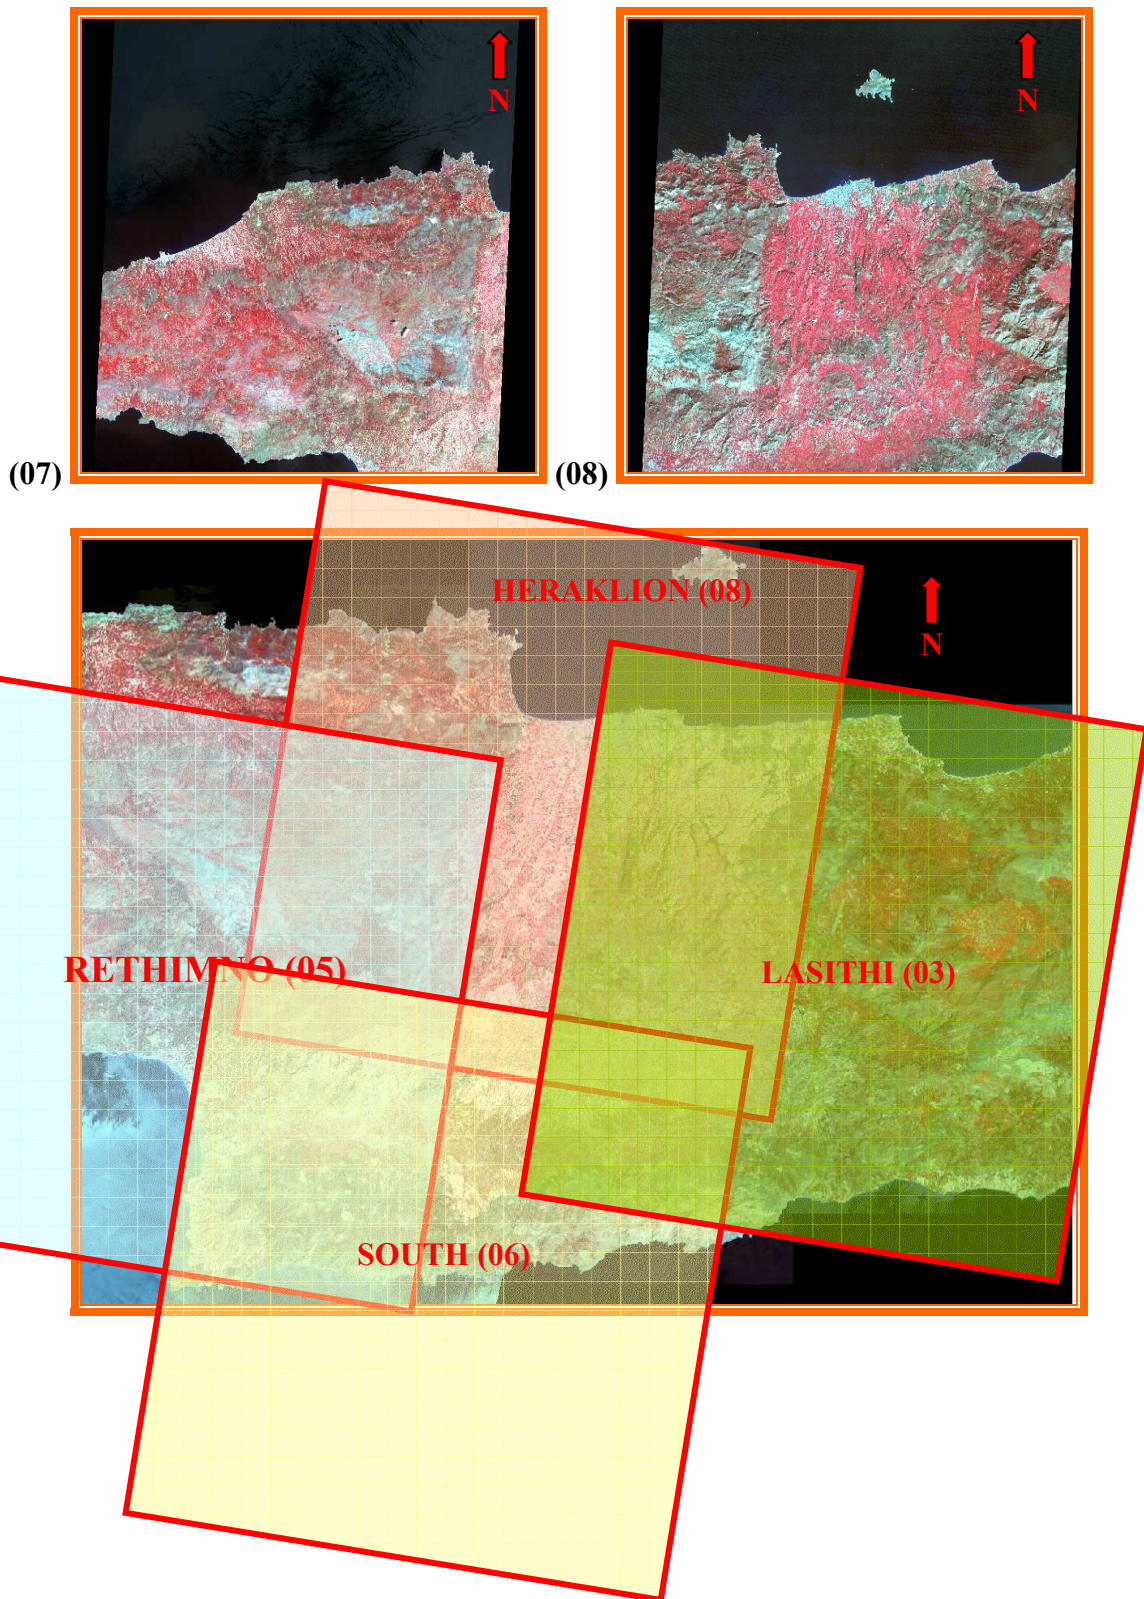 N
N
(07)
(08)
HERAKLION (08)
N
RETHIMNO (05)
LASITHI (03)
SOUTH (06)